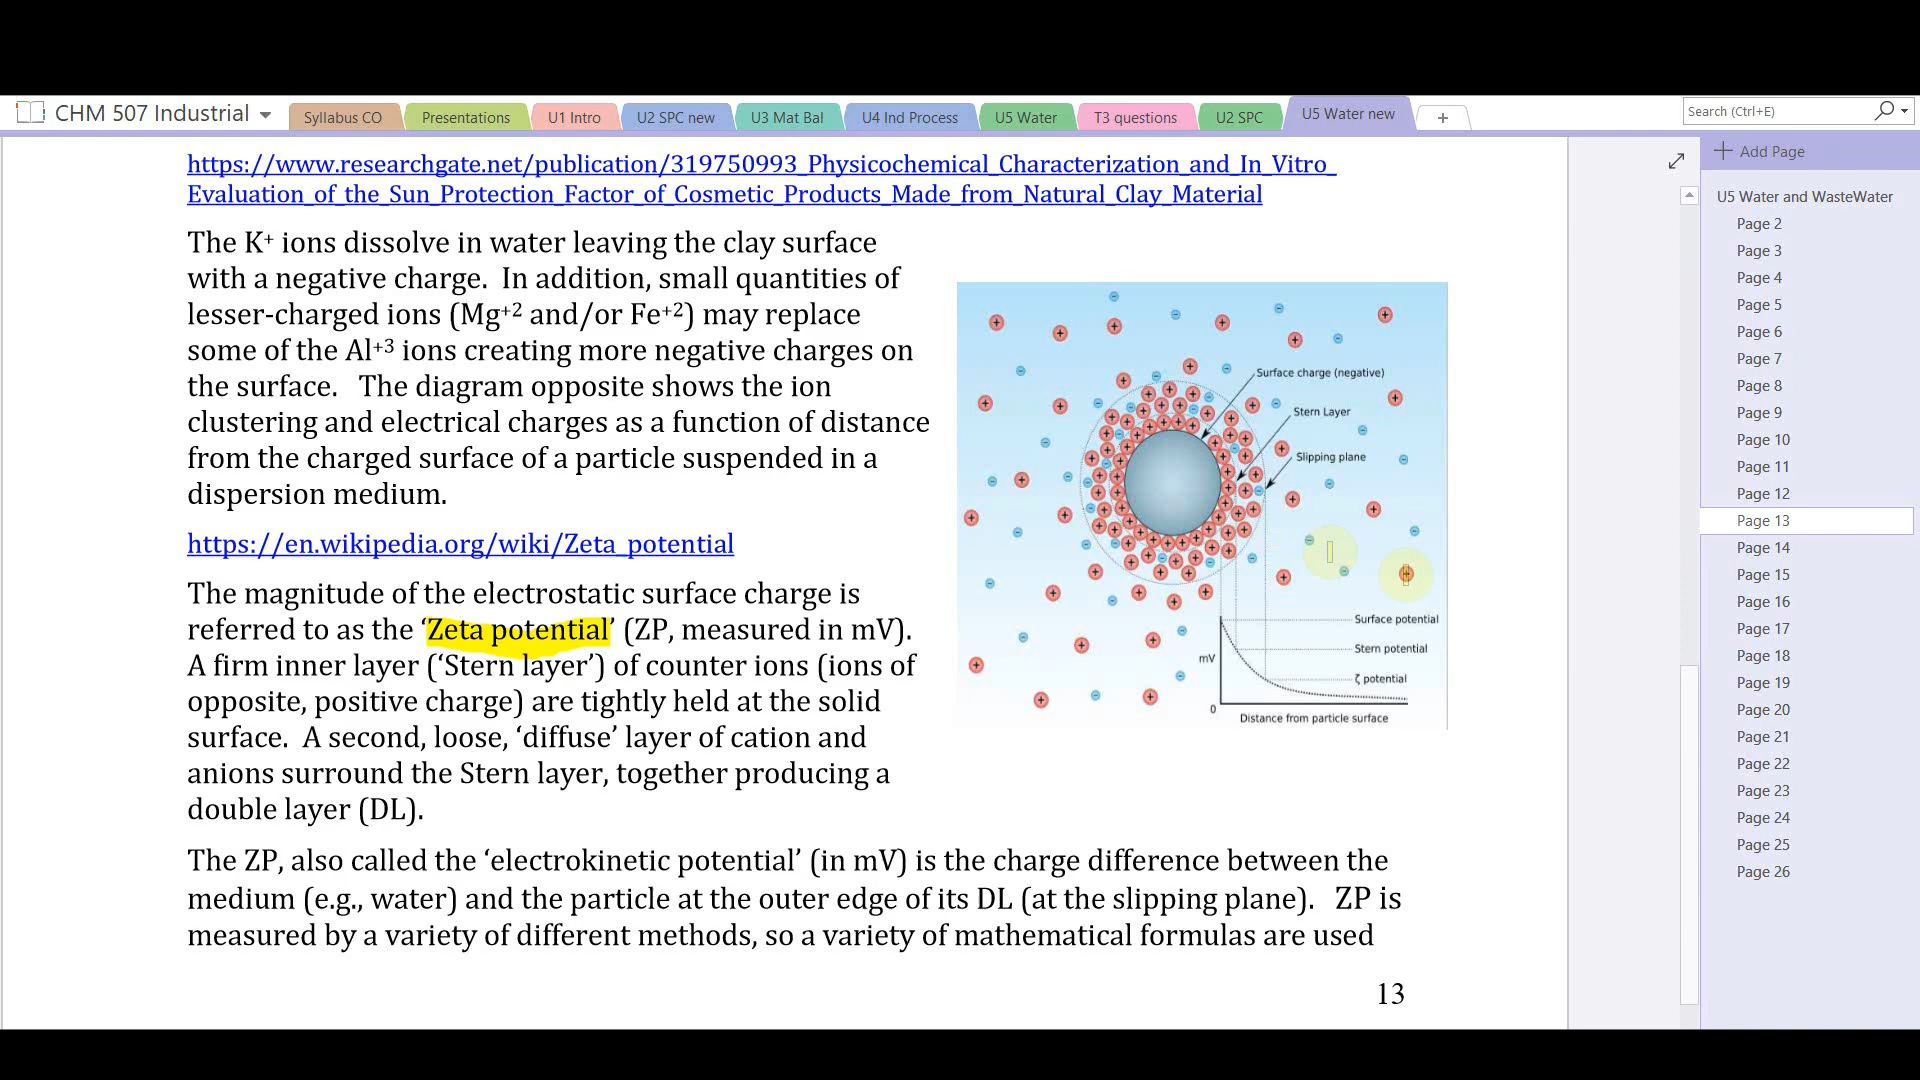 CHM 507 Industrial
Syllabus CO
Presentations
U1 Intro
U2 SPC new
U3 Mat Bal
U4 Ind Process
U5 Water
T3 questions
U2 SPC
U5 Water new
+
Search (Ctrl+E)
https://www.researchgate.net/publication/319750993_Physicochemical_Characterization_and_In_Vitro_
Evaluation_of_the_Sun_Protection_Factor_of_Cosmetic_Products_Made_from_Natural_Clay_Material
The K⁺ ions dissolve in water leaving the clay surface
with a negative charge. In addition, small quantities of
lesser-charged ions (Mg⁺² and/or Fe⁺²) may replace
some of the Al⁺³ ions creating more negative charges on
the surface. The diagram opposite shows the ion
clustering and electrical charges as a function of distance
from the charged surface of a particle suspended in a
dispersion medium.
https://en.wikipedia.org/wiki/Zeta_potential
The magnitude of the electrostatic surface charge is
referred to as the ‘Zeta potential’ (ZP, measured in mV).
A firm inner layer (‘Stern layer’) of counter ions (ions of
opposite, positive charge) are tightly held at the solid
surface. A second, loose, ‘diffuse’ layer of cation and
anions surround the Stern layer, together producing a
double layer (DL).
Surface charge (negative)
Stern Layer
Slipping plane
Surface potential
Stern potential
mV
ζ potential
0
Distance from particle surface
The ZP, also called the ‘electrokinetic potential’ (in mV) is the charge difference between the
medium (e.g., water) and the particle at the outer edge of its DL (at the slipping plane). ZP is
measured by a variety of different methods, so a variety of mathematical formulas are used
13
Add Page
U5 Water and WasteWater
Page 2
Page 3
Page 4
Page 5
Page 6
Page 7
Page 8
Page 9
Page 10
Page 11
Page 12
Page 13
Page 14
Page 15
Page 16
Page 17
Page 18
Page 19
Page 20
Page 21
Page 22
Page 23
Page 24
Page 25
Page 26